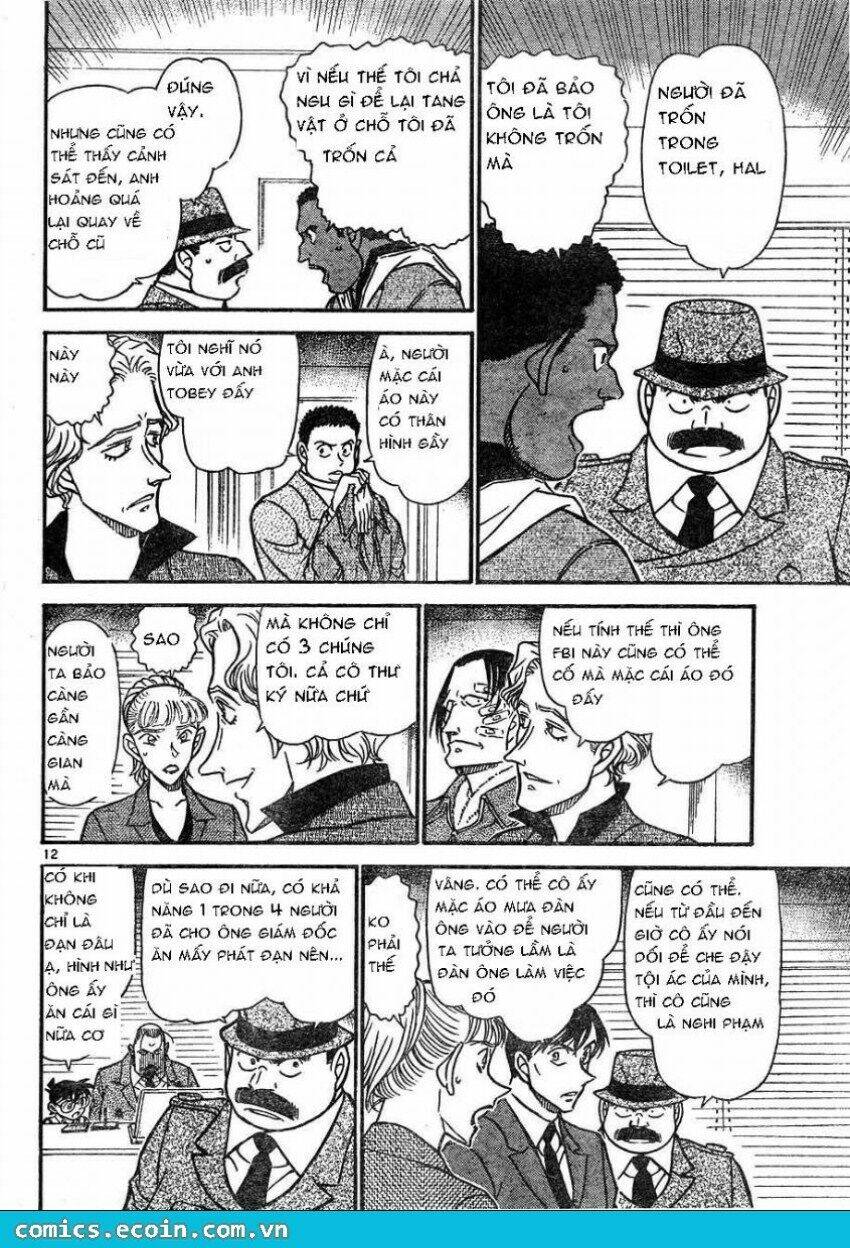 NGƯỜI ĐÃ
TRỐN
TRONG
TOILET, HAL
TÔI ĐÃ BẢO
ÔNG LÀ TÔI
KHÔNG TRỐN
MÀ
VÌ NẾU THẾ TÔI CHẢ
NGU GÌ ĐỂ LẠI TANG
VẬT Ở CHỖ TÔI ĐÃ
TRỐN CẢ
ĐÚNG
VẬY.
NHƯNG CŨNG CÓ
THỂ THẤY CẢNH
SÁT ĐẾN, ANH
HOẢNG QUÁ
LẠI QUAY VỀ
CHỖ CŨ
À, NGƯỜI
MẶC CÁI
ÁO NÀY
CÓ THÂN
HÌNH GẦY
TÔI NGHĨ NÓ
VỪA VỚI ANH
TOBEY ĐẤY
NÀY
NÀY
NẾU TÍNH THẾ THÌ ÔNG
FBI NÀY CŨNG CÓ THỂ
CỐ MÀ MẶC CÁI ÁO ĐÓ
ĐẤY
MÀ KHÔNG CHỈ
CÓ 3 CHÚNG
TÔI. CẢ CÔ THƯ
KÝ NỮA CHỨ
SAO
NGƯỜI
TA BẢO
CÀNG
GẦN
CÀNG
GIAN
MÀ
12
CŨNG CÓ THỂ.
NẾU TỪ ĐẦU ĐẾN
GIỜ CÔ ẤY NÓI
DỐI ĐỂ CHE ĐẬY
TỘI ÁC CỦA MÌNH,
THÌ CÔ CŨNG
LÀ NGHI PHẠM
VÂNG. CÓ THỂ CÔ ẤY
MẶC ÁO MƯA ĐÀN
ÔNG VÀO ĐỂ NGƯỜI
TA TƯỞNG LẦM LÀ
ĐÀN ÔNG LÀM VIỆC
ĐÓ
KO
PHẢI
THẾ
DÙ SAO ĐI NỮA, CÓ KHẢ
NĂNG 1 TRONG 4 NGƯỜI
ĐÃ CHO ÔNG GIÁM ĐỐC
ĂN MẤY PHÁT ĐẠN NÊN...
CÓ KHI
KHÔNG
CHỈ LÀ
ĐẠN ĐÂU
Ạ, HÌNH NHƯ
ÔNG ẤY
ĂN CÁI GÌ
NỮA CƠ
comics.ecoin.com.vn